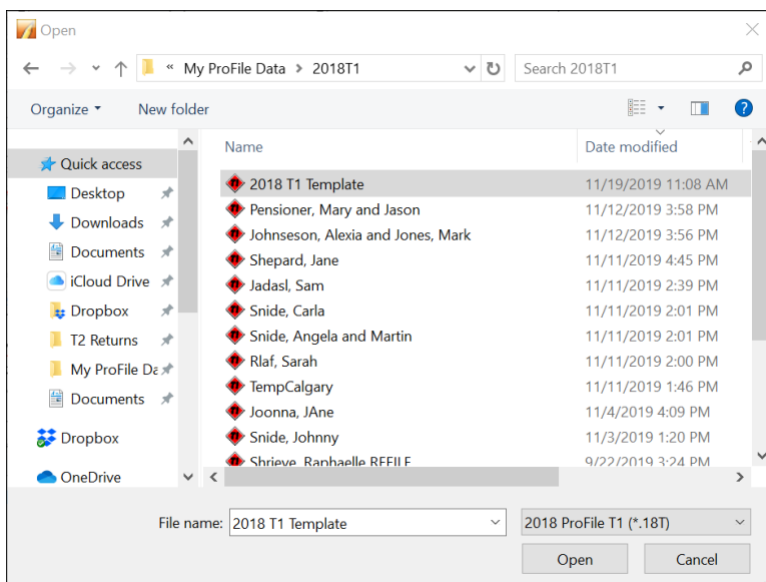 Open
« My ProFile Data > 2018T1 Search 2018T1
Organize New folder
Name Date modified
Quick access
Desktop
Downloads
Documents
iCloud Drive
Dropbox
T2 Returns
My ProFile Da
Documents
Dropbox
OneDrive
2018 T1 Template 11/19/2019 11:08 AM
Pensioner, Mary and Jason 11/12/2019 3:58 PM
Johnseson, Alexia and Jones, Mark 11/12/2019 3:56 PM
Shepard, Jane 11/11/2019 4:45 PM
Jadasl, Sam 11/11/2019 2:39 PM
Snide, Carla 11/11/2019 2:01 PM
Snide, Angela and Martin 11/11/2019 2:01 PM
Rlaf, Sarah 11/11/2019 2:00 PM
TempCalgary 11/11/2019 1:46 PM
Joonna, JAne 11/4/2019 4:09 PM
Snide, Johnny 11/3/2019 1:20 PM
Shrieve, Raphaelle REFILE 9/22/2019 3:24 PM
File name: 2018 T1 Template 2018 ProFile T1 (*.18T)
Open Cancel